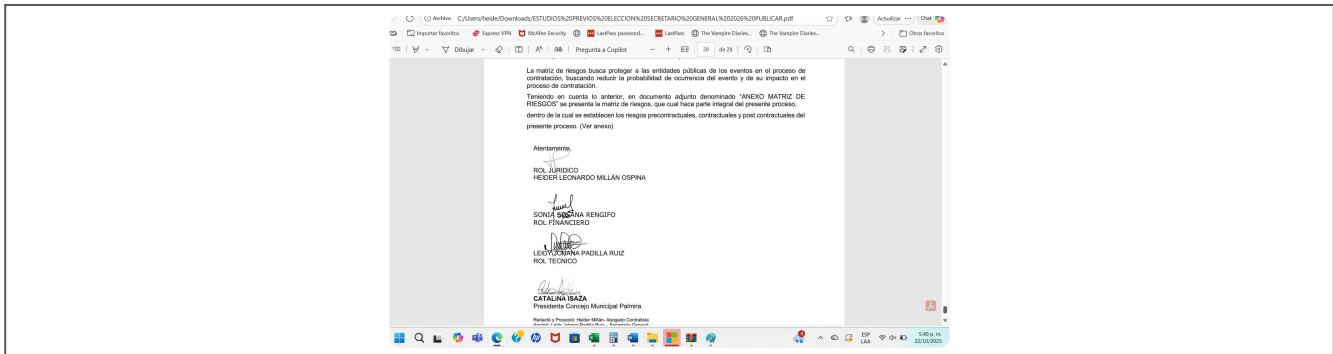 Archivo C:/Users/heide/Downloads/ESTUDIOS%20PREVIOS%20ELECCION%20SECRETARIO%20GENERAL%202026%20PUBLICAR.pdf Actualizar ··· Chat
Importar favoritos Express VPN McAfee Security LastPass password... LastPass The Vampire Diaries... The Vampire Diaries... Otros favoritos
Dibujar Pregunta a Copilot 28 de 28
La matriz de riesgos busca proteger a las entidades públicas de los eventos en el proceso de
contratación, buscando reducir la probabilidad de ocurrencia del evento y de su impacto en el
proceso de contratación.
Teniendo en cuenta lo anterior, en documento adjunto denominado “ANEXO MATRIZ DE
RIESGOS” se presenta la matriz de riesgos, que cual hace parte integral del presente proceso,
dentro de la cual se establecen los riesgos precontractuales, contractuales y post contractuales del
presente proceso. (Ver anexo)
Atentamente,
ROL JURIDICO
HEIDER LEONARDO MILLÁN OSPINA
SONIA SUSANA RENGIFO
ROL FINANCIERO
LEIDY JOHANA PADILLA RUIZ
ROL TECNICO
CATALINA ISAZA
Presidenta Concejo Municipal Palmira.
Redactó y Proyectó: Heider Millán- Abogado Contratista
ESP
LAA
5:40 p. m.
22/10/2025